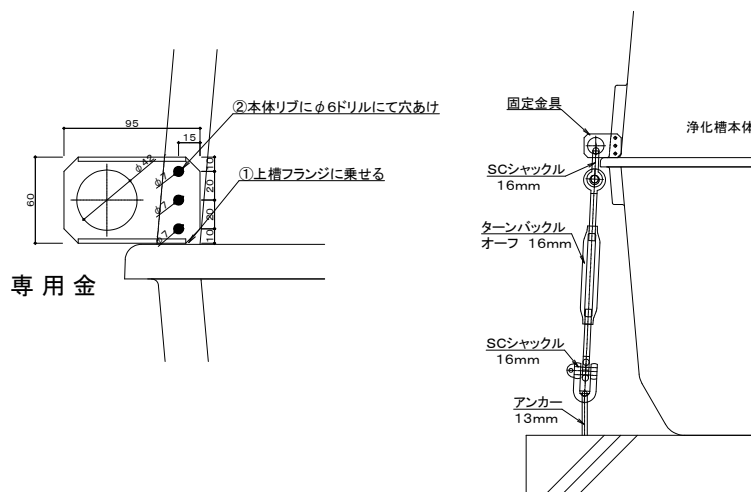 ②本体リブにφ6ドリルにて穴あけ
95
15
φ42
10
φ7
①上槽フランジに乗せる
20
60
φ7
20
φ7
10
専用金
固定金具
浄化槽本体
SCシャックル
16mm
ターンバックル
オーフ 16mm
SCシャックル
16mm
アンカー
13mm